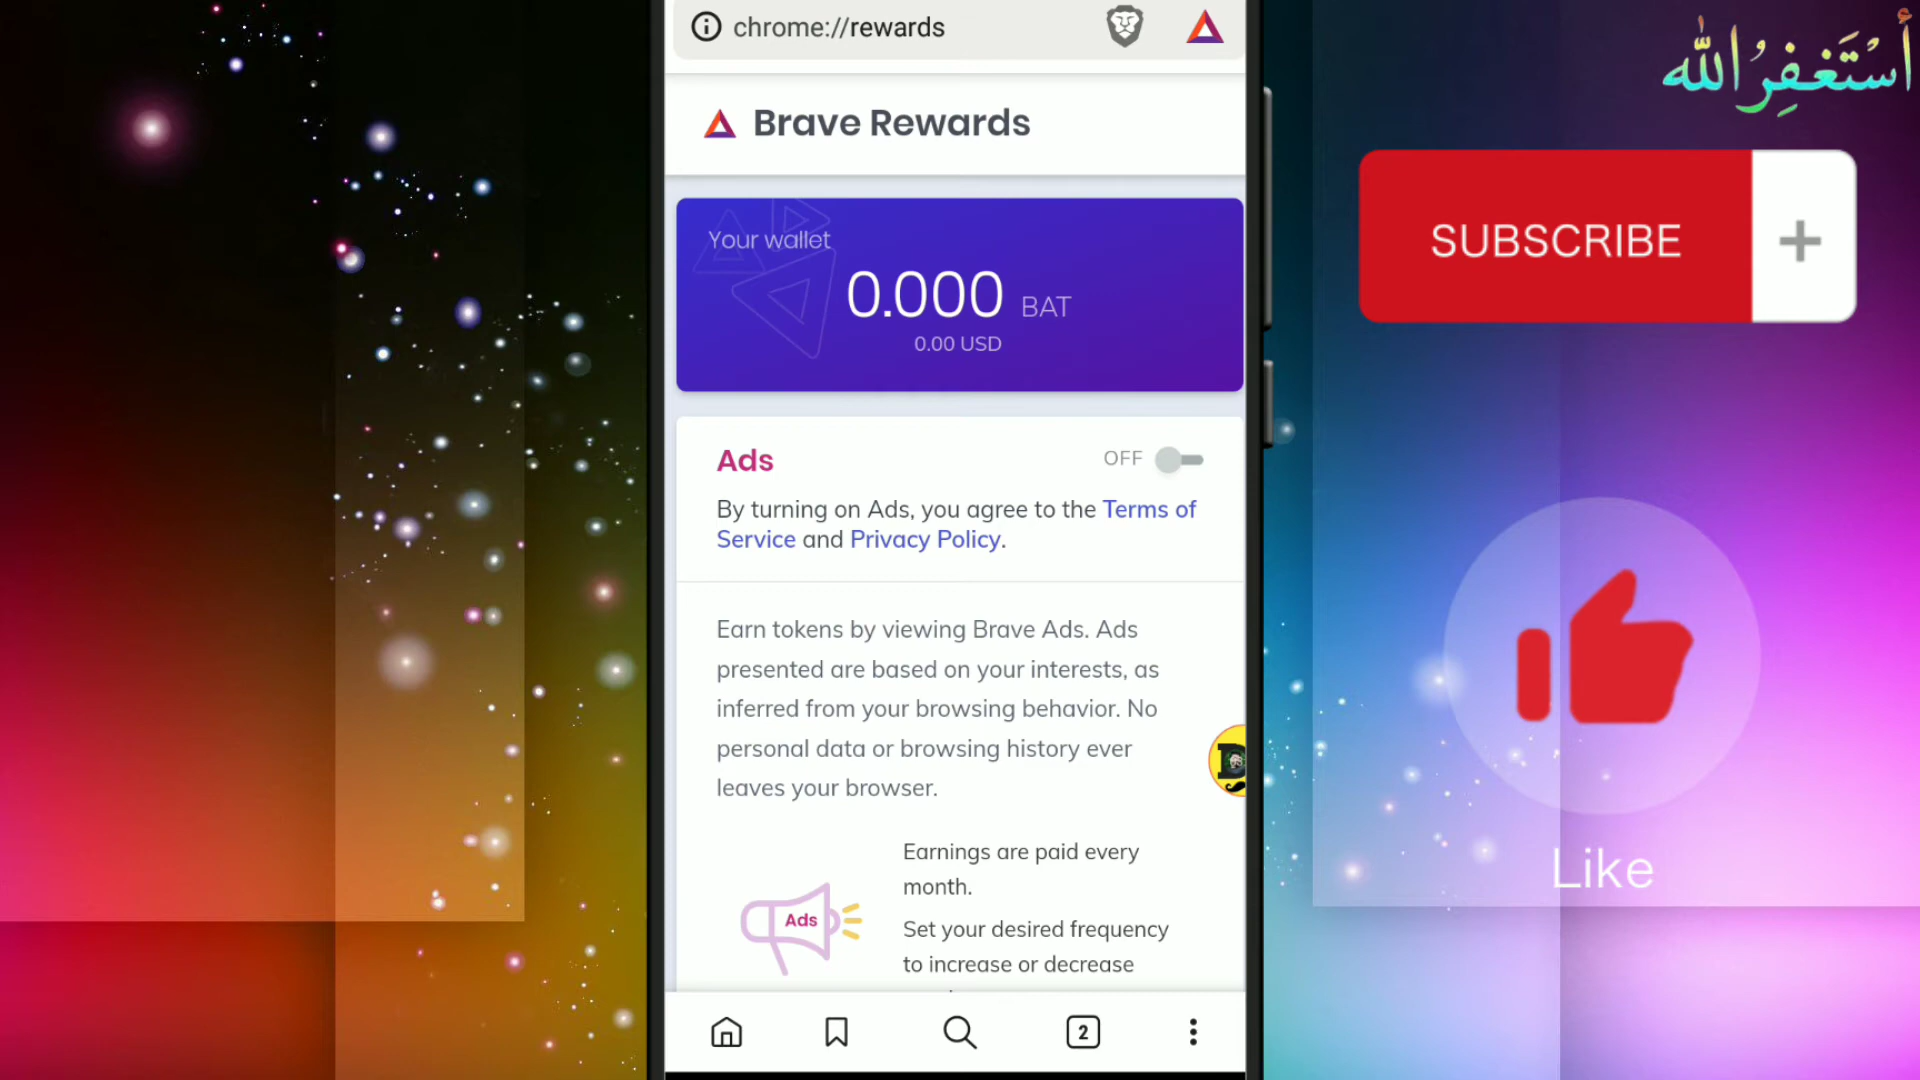 chrome://rewards
أَسْتَغْفِرُ اللّٰه
Brave Rewards
SUBSCRIBE
Your wallet
0.000 BAT
0.00 USD
Ads
OFF
By turning on Ads, you agree to the Terms of
Service and Privacy Policy.
Earn tokens by viewing Brave Ads. Ads
presented are based on your interests, as
inferred from your browsing behavior. No
personal data or browsing history ever
leaves your browser.
Earnings are paid every
month.
Ads
Set your desired frequency
to increase or decrease
Like
2